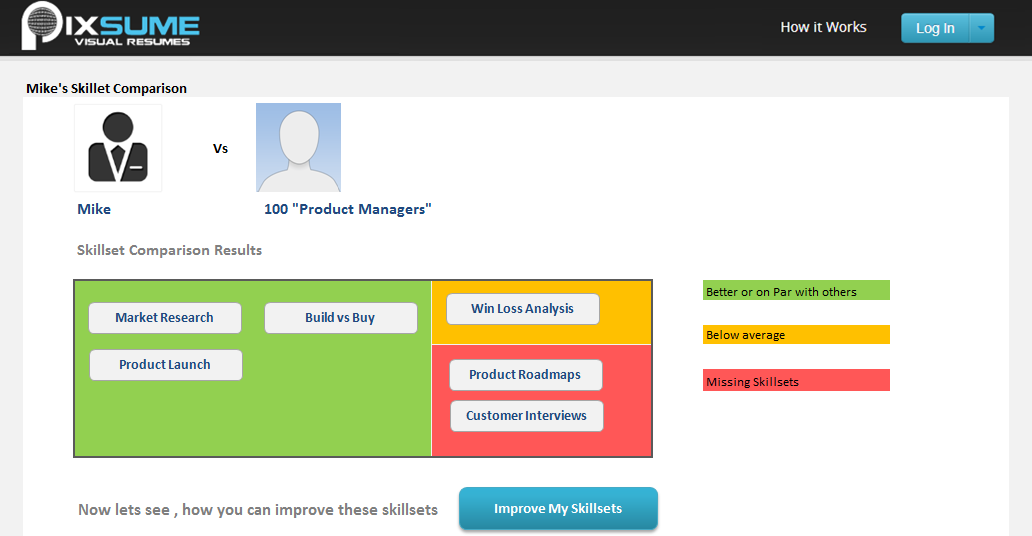 PIXSUME
VISUAL RESUMES
How it Works
Log In
Mike's Skillet Comparison
Vs
Mike
100 "Product Managers"
Skillset Comparison Results
Market Research
Build vs Buy
Win Loss Analysis
Product Launch
Product Roadmaps
Customer Interviews
Better or on Par with others
Below average
Missing Skillsets
Now lets see , how you can improve these skillsets
Improve My Skillsets